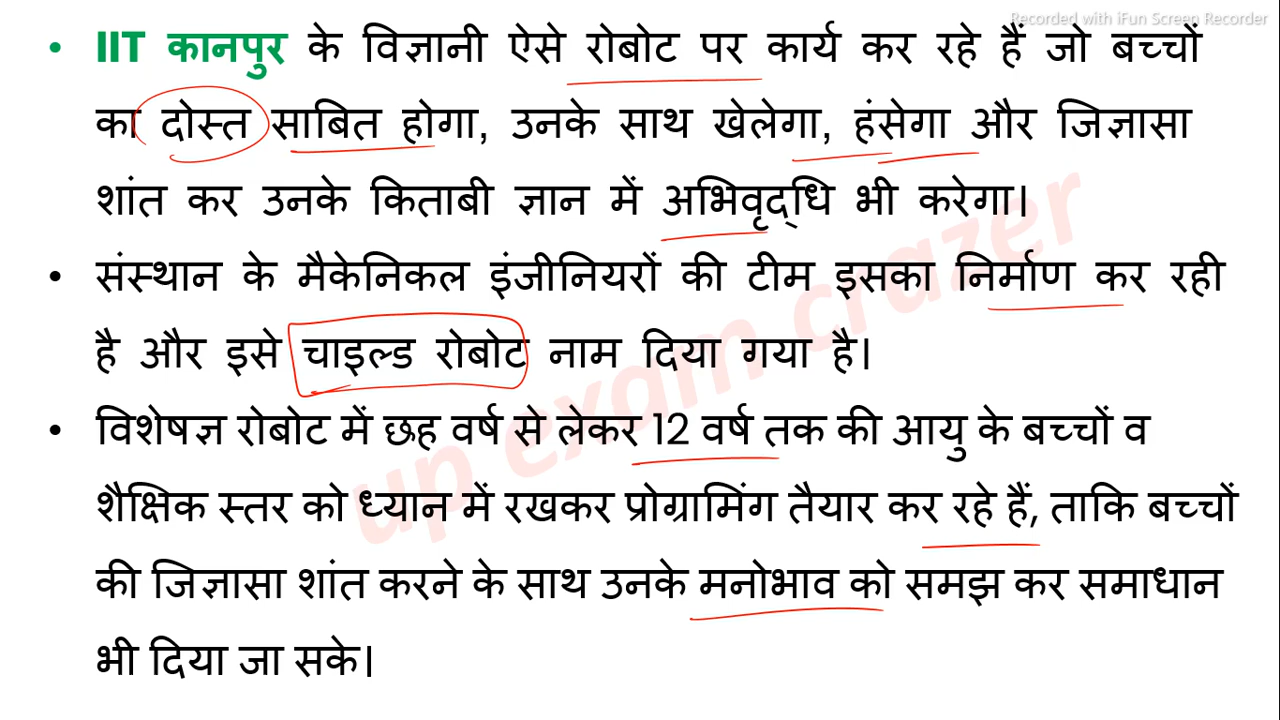 Recorded with iFun Screen Recorder
• IIT कानपुर के विज्ञानी ऐसे रोबोट पर कार्य कर रहे हैं जो बच्चों
का दोस्त साबित होगा, उनके साथ खेलेगा, हंसेगा और जिज्ञासा
शांत कर उनके किताबी ज्ञान में अभिवृद्धि भी करेगा।
• संस्थान के मैकेनिकल इंजीनियरों की टीम इसका निर्माण कर रही
है और इसे चाइल्ड रोबोट नाम दिया गया है।
• विशेषज्ञ रोबोट में छह वर्ष से लेकर 12 वर्ष तक की आयु के बच्चों व
शैक्षिक स्तर को ध्यान में रखकर प्रोग्रामिंग तैयार कर रहे हैं, ताकि बच्चों
की जिज्ञासा शांत करने के साथ उनके मनोभाव को समझ कर समाधान
भी दिया जा सके।
up exam crazer